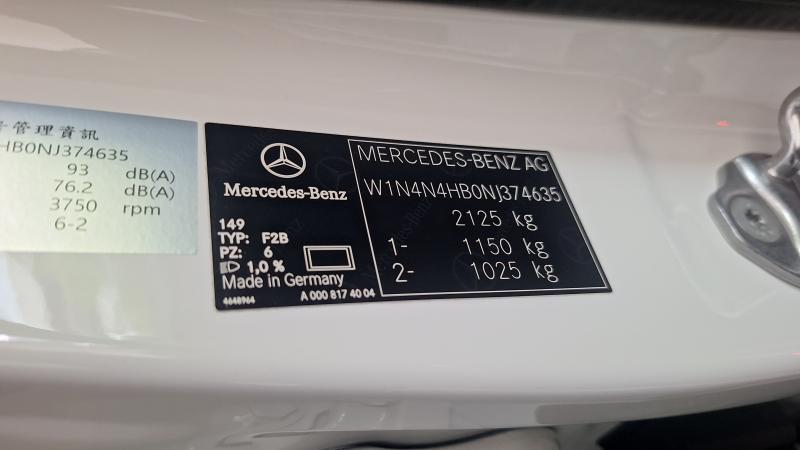 管理資訊
HB0NJ374635
93 dB(A)
76.2 dB(A)
3750 rpm
6-2
Mercedes-Benz
149
TYP: F2B
PZ: 6
1,0 %
Made in Germany
4648964
A 000 817 40 04
MERCEDES-BENZ AG
W1N4N4HB0NJ374635
2125 kg
1- 1150 kg
2- 1025 kg